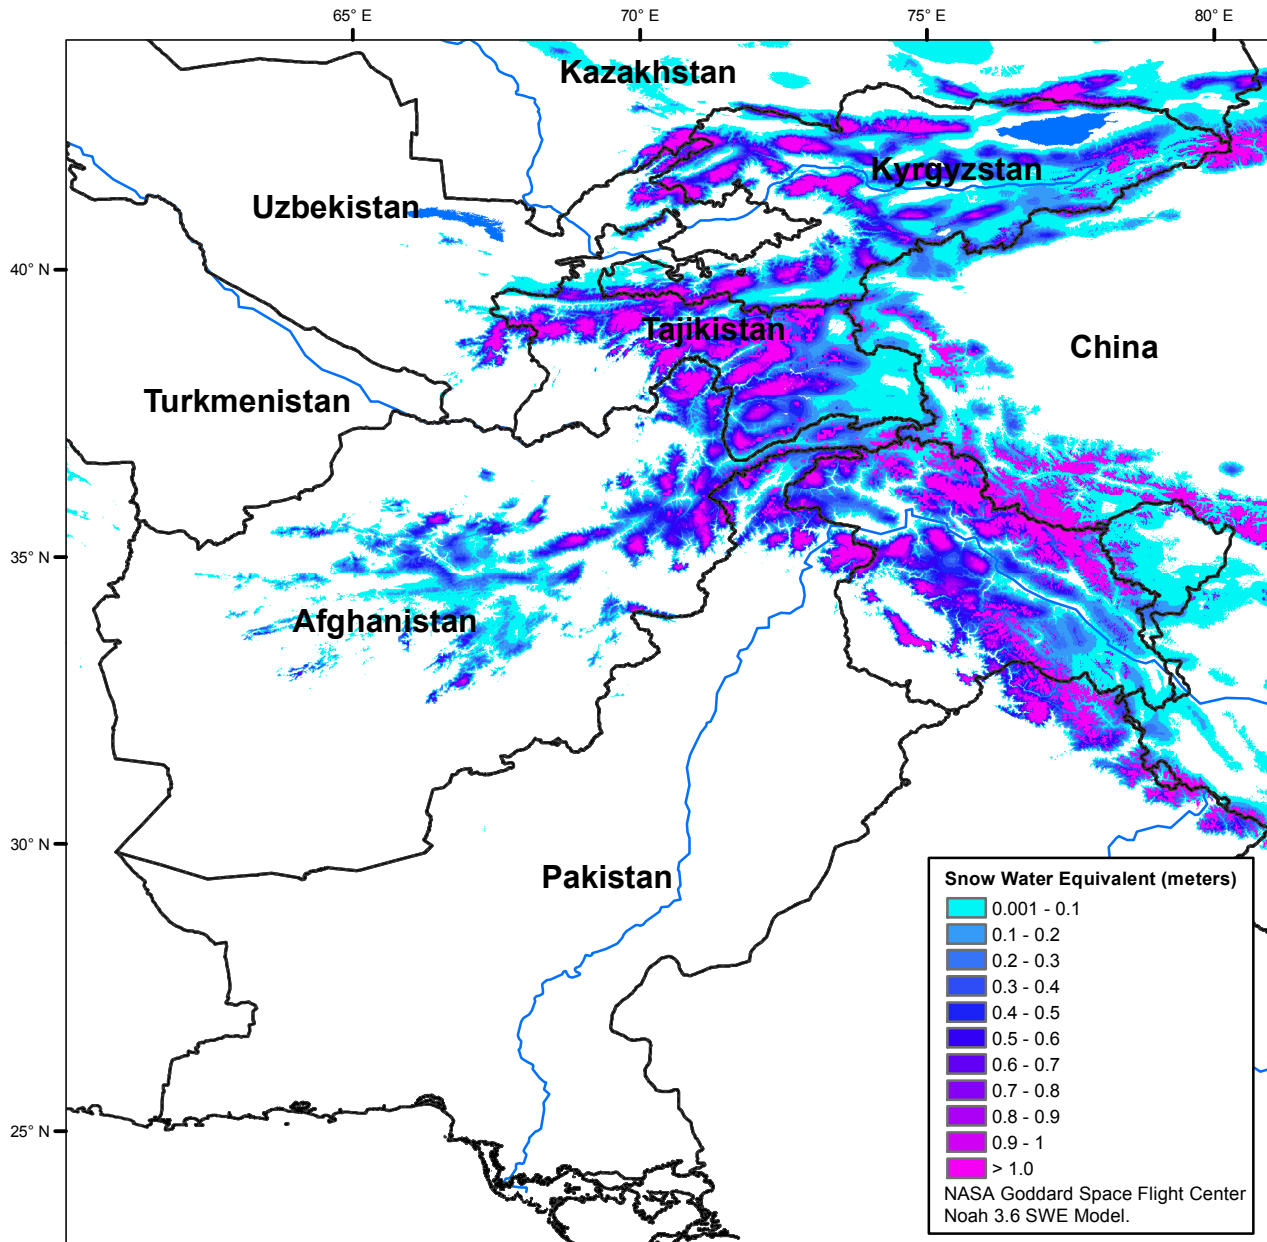 65° E
70° E
75° E
80° E
Kazakhstan
Kyrgyzstan
Uzbekistan
40° N
Tajikistan
China
Turkmenistan
35° N
Afghanistan
30° N
Pakistan
25° N
Snow Water Equivalent (meters)
0.001 - 0.1
0.1 - 0.2
0.2 - 0.3
0.3 - 0.4
0.4 - 0.5
0.5 - 0.6
0.6 - 0.7
0.7 - 0.8
0.8 - 0.9
0.9 - 1
> 1.0
NASA Goddard Space Flight Center
Noah 3.6 SWE Model.